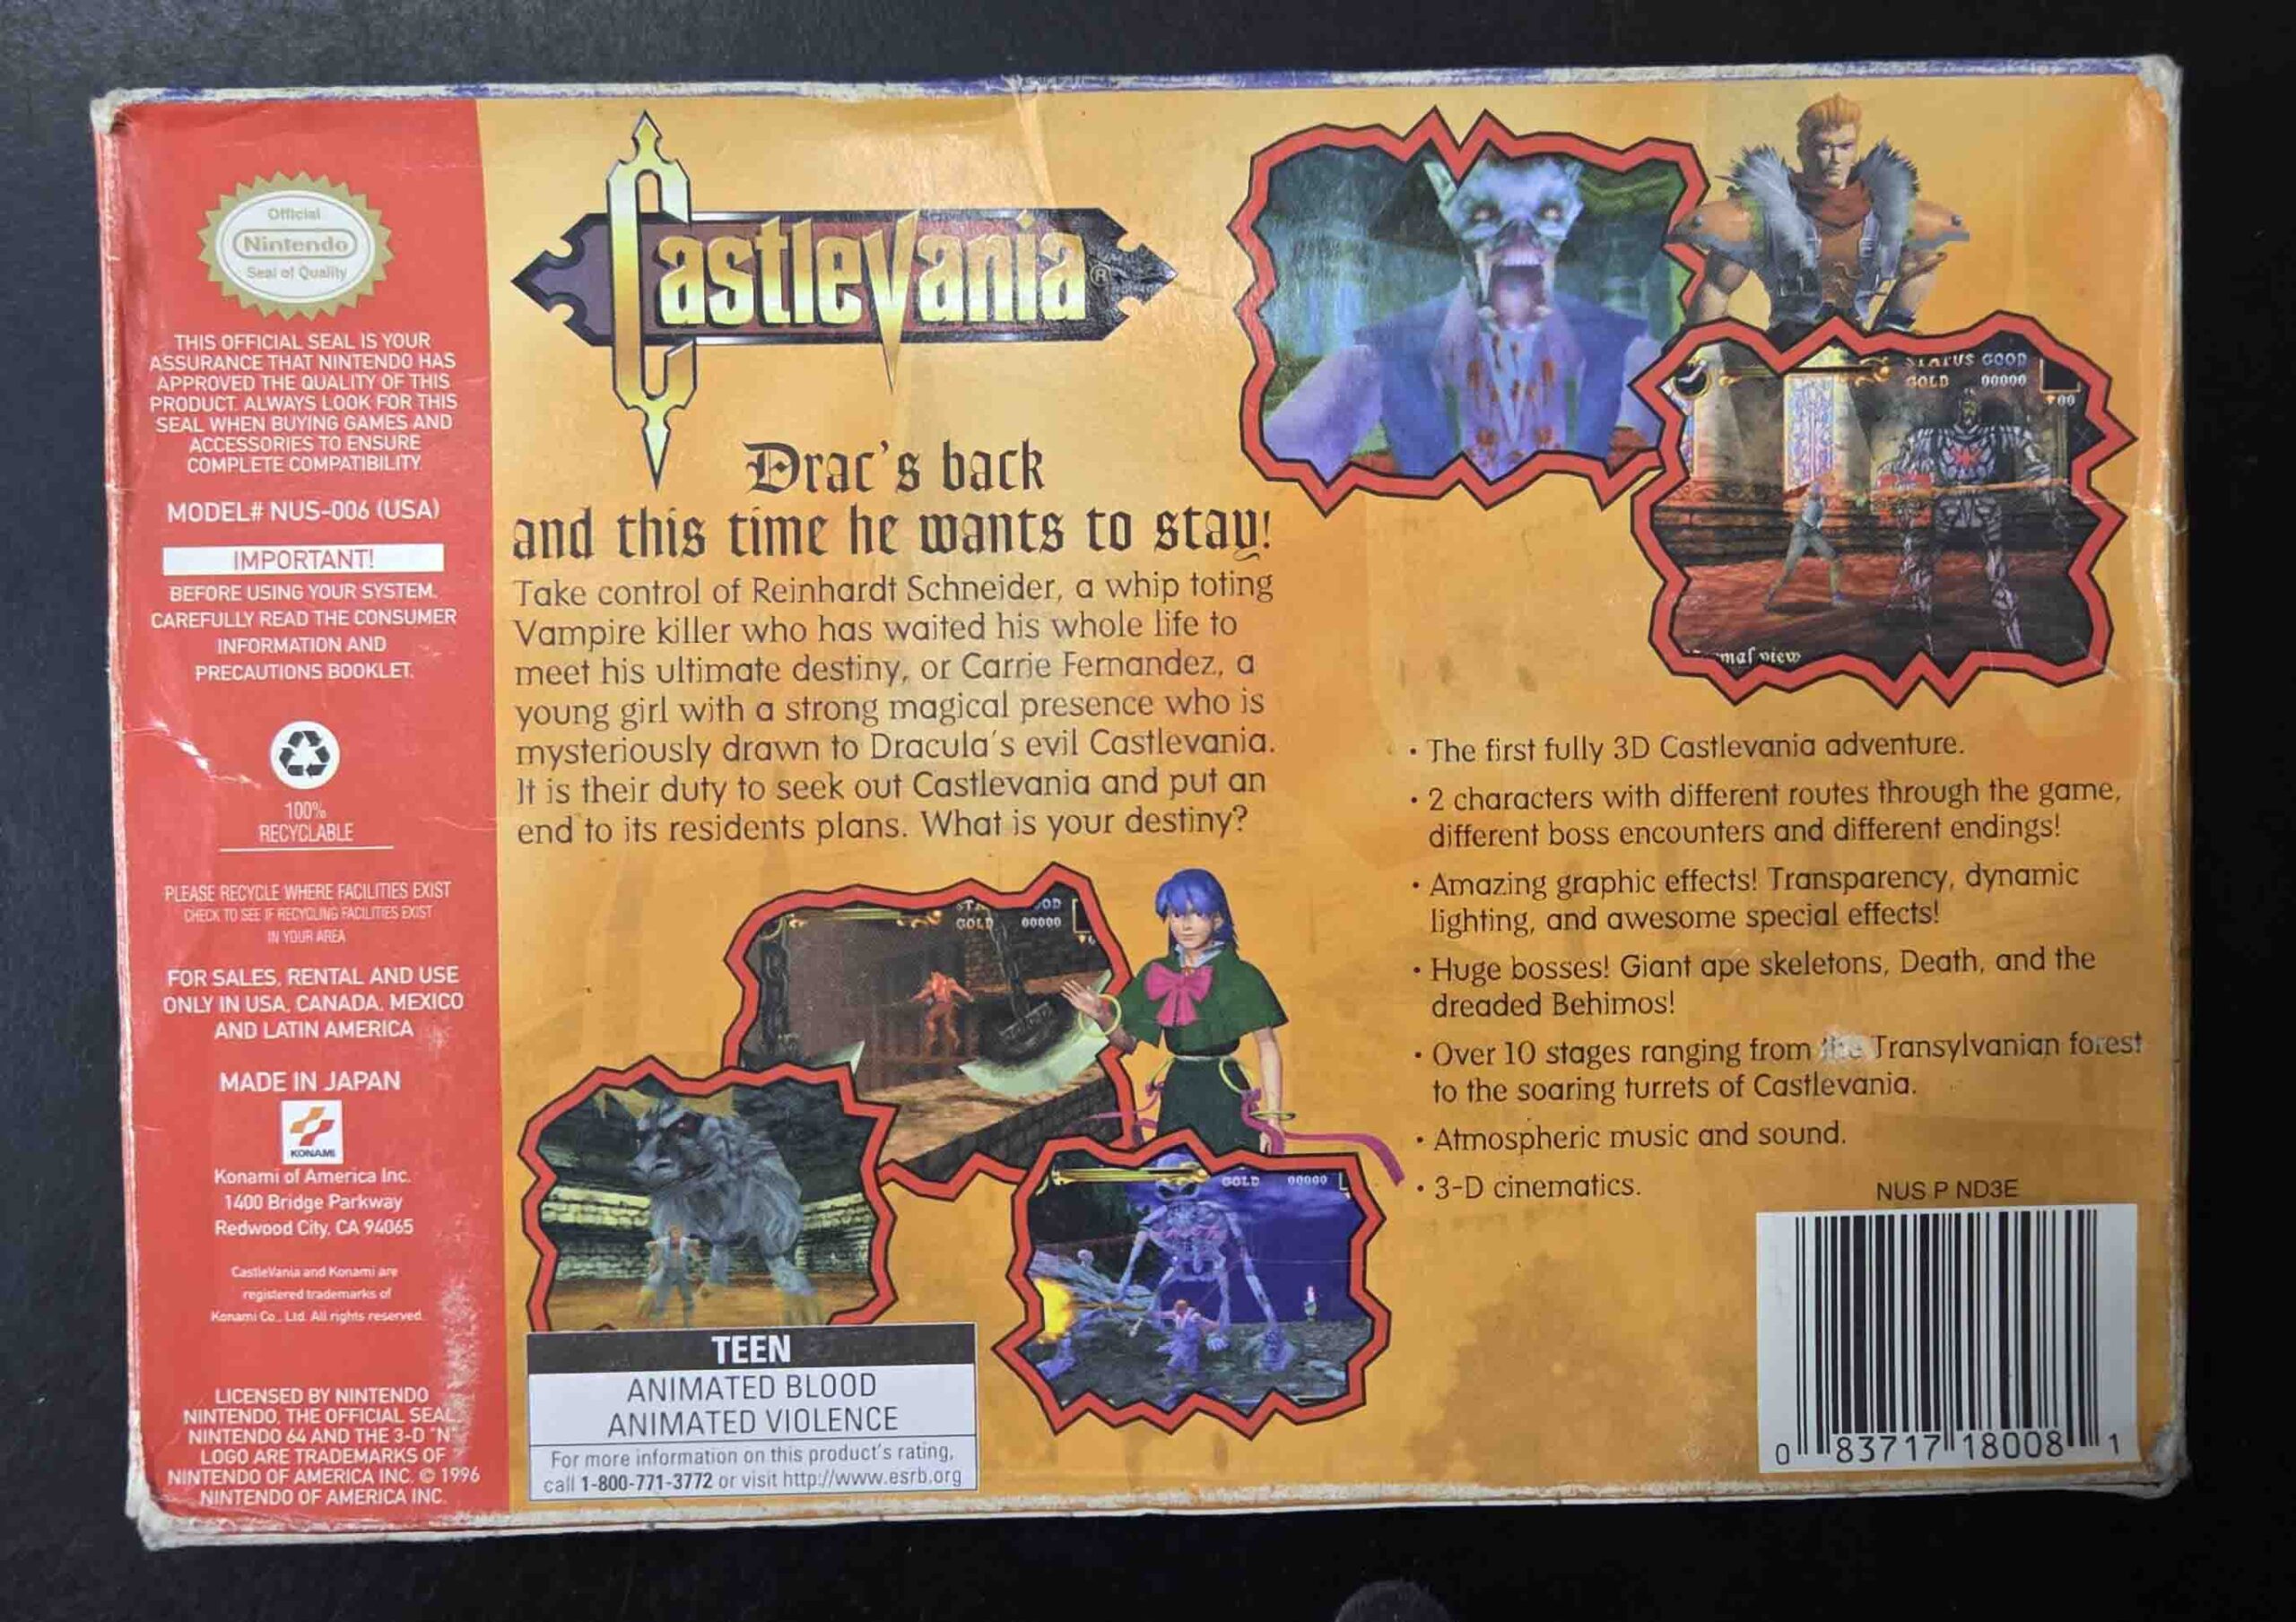 Official
Nintendo
Seal of Quality
THIS OFFICIAL SEAL IS YOUR
ASSURANCE THAT NINTENDO HAS
APPROVED THE QUALITY OF THIS
PRODUCT. ALWAYS LOOK FOR THIS
SEAL WHEN BUYING GAMES AND
ACCESSORIES TO ENSURE
COMPLETE COMPATIBILITY.
MODEL# NUS-006 (USA)
IMPORTANT!
BEFORE USING YOUR SYSTEM,
CAREFULLY READ THE CONSUMER
INFORMATION AND
PRECAUTIONS BOOKLET.
100%
RECYCLABLE
PLEASE RECYCLE WHERE FACILITIES EXIST
CHECK TO SEE IF RECYCLING FACILITIES EXIST
IN YOUR AREA
FOR SALES, RENTAL AND USE
ONLY IN USA, CANADA, MEXICO
AND LATIN AMERICA
MADE IN JAPAN
KONAMI
Konami of America Inc.
1400 Bridge Parkway
Redwood City, CA 94065
CastleVania and Konami are
registered trademarks of
Konami Co., Ltd. All rights reserved.
LICENSED BY NINTENDO
NINTENDO, THE OFFICIAL SEAL,
NINTENDO 64 AND THE 3-D "N"
LOGO ARE TRADEMARKS OF
NINTENDO OF AMERICA INC. © 1996
NINTENDO OF AMERICA INC.
CastleVania®
Drac's back
and this time he wants to stay!
Take control of Reinhardt Schneider, a whip toting
Vampire killer who has waited his whole life to
meet his ultimate destiny, or Carrie Fernandez, a
young girl with a strong magical presence who is
mysteriously drawn to Dracula's evil Castlevania.
It is their duty to seek out Castlevania and put an
end to its residents plans. What is your destiny?
GOLD 00000
GOLD 00000
TEEN
ANIMATED BLOOD
ANIMATED VIOLENCE
For more information on this product's rating,
call 1-800-771-3772 or visit http://www.esrb.org
STATUS GOOD
GOLD 00000
00
view
• The first fully 3D Castlevania adventure.
• 2 characters with different routes through the game,
different boss encounters and different endings!
• Amazing graphic effects! Transparency, dynamic
lighting, and awesome special effects!
• Huge bosses! Giant ape skeletons, Death, and the
dreaded Behimos!
• Over 10 stages ranging from the Transylvanian forest
to the soaring turrets of Castlevania.
• Atmospheric music and sound.
• 3-D cinematics.
NUS P ND3E
0 83717 18008 1